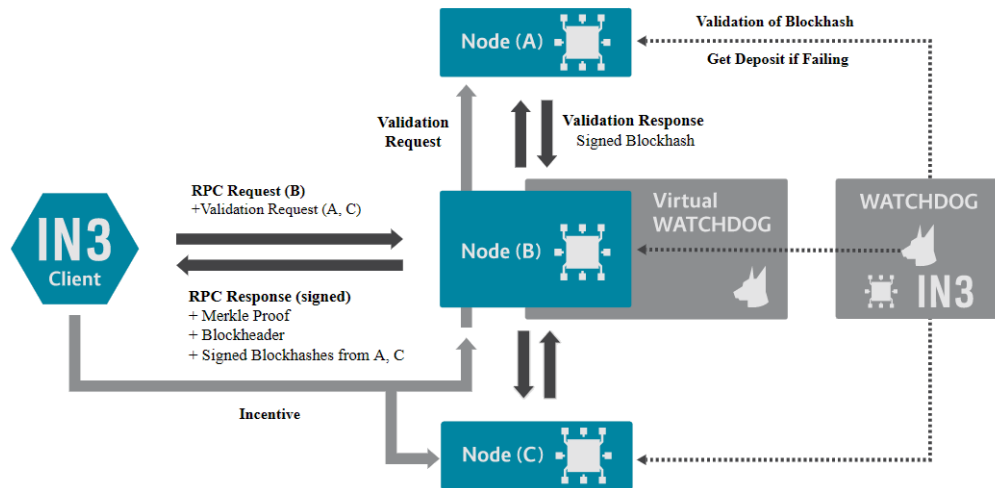 Node (A)
Validation of Blockhash
Get Deposit if Failing
Validation
Request
Validation Response
Signed Blockhash
RPC Request (B)
+Validation Request (A, C)
IN3
Client
Node (B)
Virtual
WATCHDOG
WATCHDOG
IN3
RPC Response (signed)
+ Merkle Proof
+ Blockheader
+ Signed Blockhashes from A, C
Incentive
Node (C)